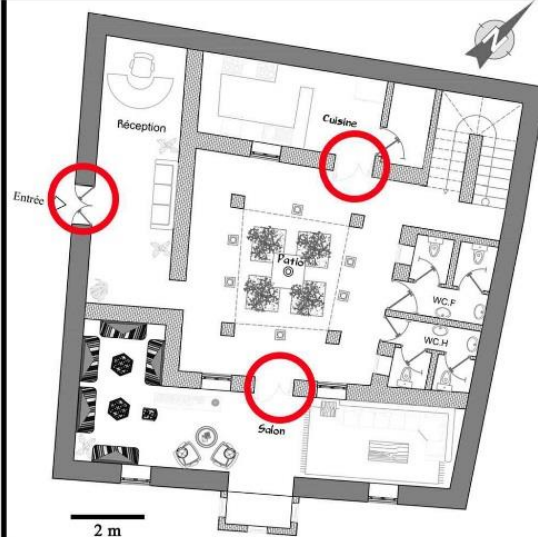 N
Cuisine
Réception
Entrée
Patio
WC.F
WC.H
Salon
2 m